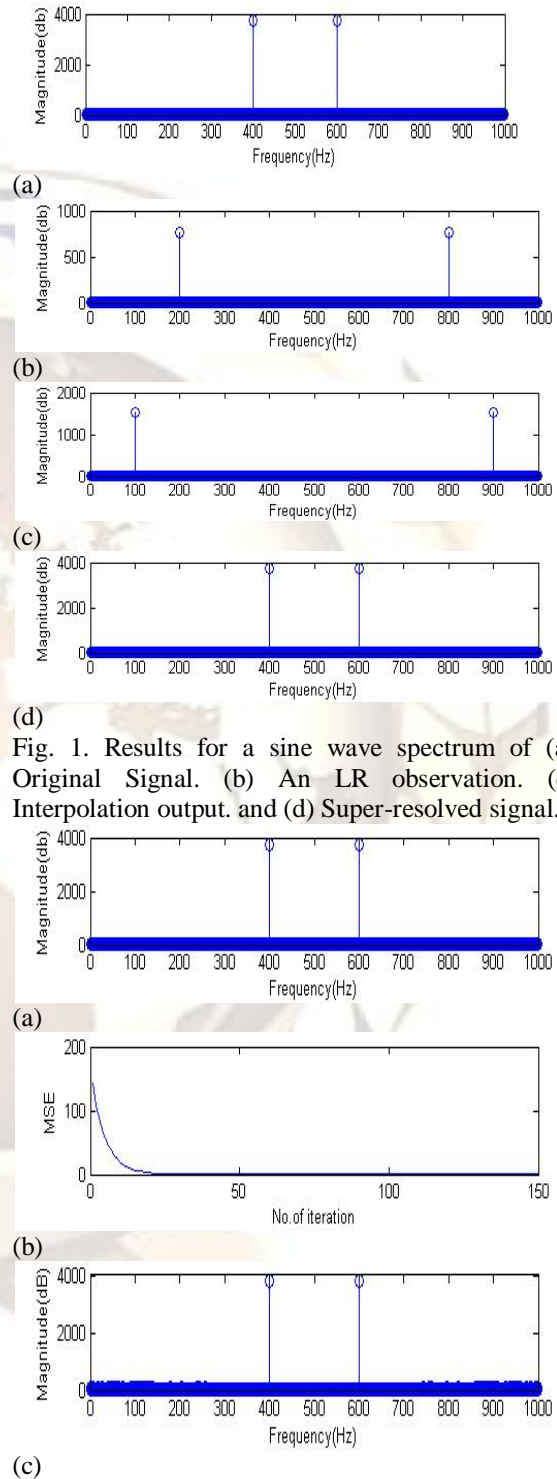 4000
2000
0
Magnitude(db)
0 100 200 300 400 500 600 700 800 900 1000
Frequency(Hz)
(a)
1000
500
0
Magnitude(db)
0 100 200 300 400 500 600 700 800 900 1000
Frequency(Hz)
(b)
2000
1000
0
Magnitude(db)
0 100 200 300 400 500 600 700 800 900 1000
Frequency(Hz)
(c)
4000
2000
0
Magnitude(db)
0 100 200 300 400 500 600 700 800 900 1000
Frequency(Hz)
(d)
Fig. 1. Results for a sine wave spectrum of (a
Original Signal. (b) An LR observation. (c
Interpolation output. and (d) Super-resolved signal.
4000
2000
0
Magnitude(db)
0 100 200 300 400 500 600 700 800 900 1000
Frequency(Hz)
(a)
200
100
0
MSE
0 50 100 150
No.of iteration
(b)
4000
2000
0
Magnitude(dB)
0 100 200 300 400 500 600 700 800 900 1000
Frequency(Hz)
(c)